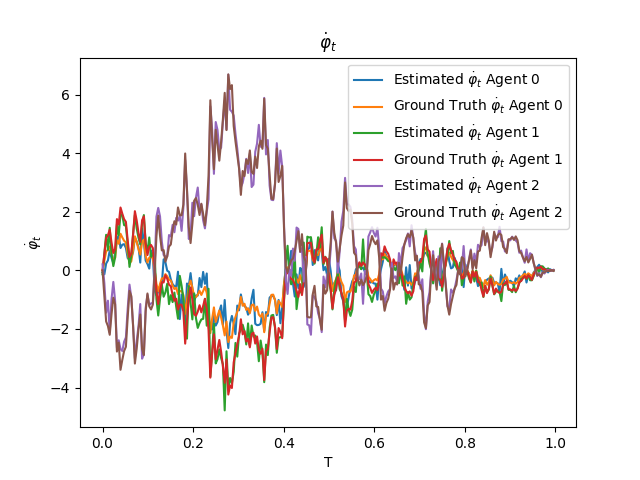 φ̇ₜ
Estimated φ̇ₜ Agent 0
Ground Truth φ̇ₜ Agent 0
Estimated φ̇ₜ Agent 1
Ground Truth φ̇ₜ Agent 1
Estimated φ̇ₜ Agent 2
Ground Truth φ̇ₜ Agent 2
φ̇ₜ
6
4
2
0
−2
−4
0.0 0.2 0.4 0.6 0.8 1.0
T